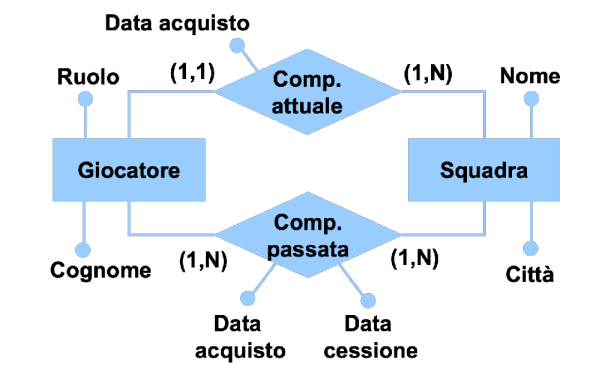 Data acquisto
Ruolo
(1,1)
Comp.
attuale
(1,N)
Nome
Giocatore
Squadra
Comp.
passata
Cognome
(1,N)
(1,N)
Città
Data
acquisto
Data
cessione